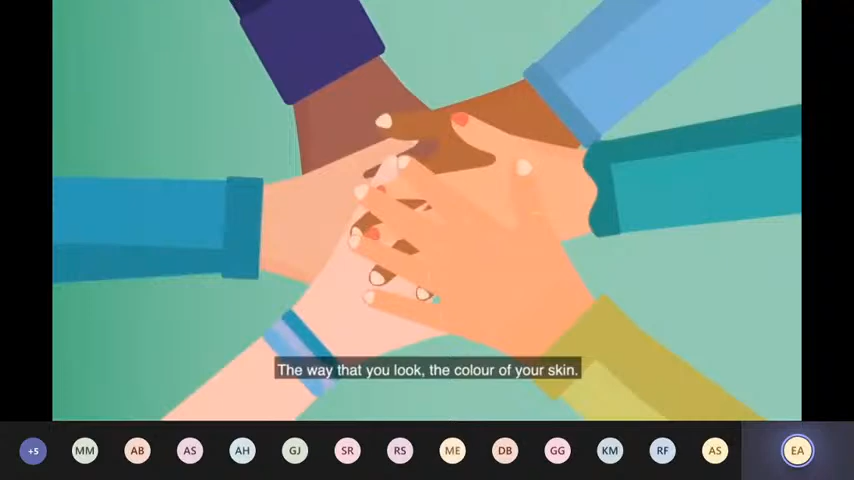 The way that you look, the colour of your skin.
+5
MM
AB
AS
AH
GJ
SR
RS
ME
DB
GG
KM
RF
AS
EA